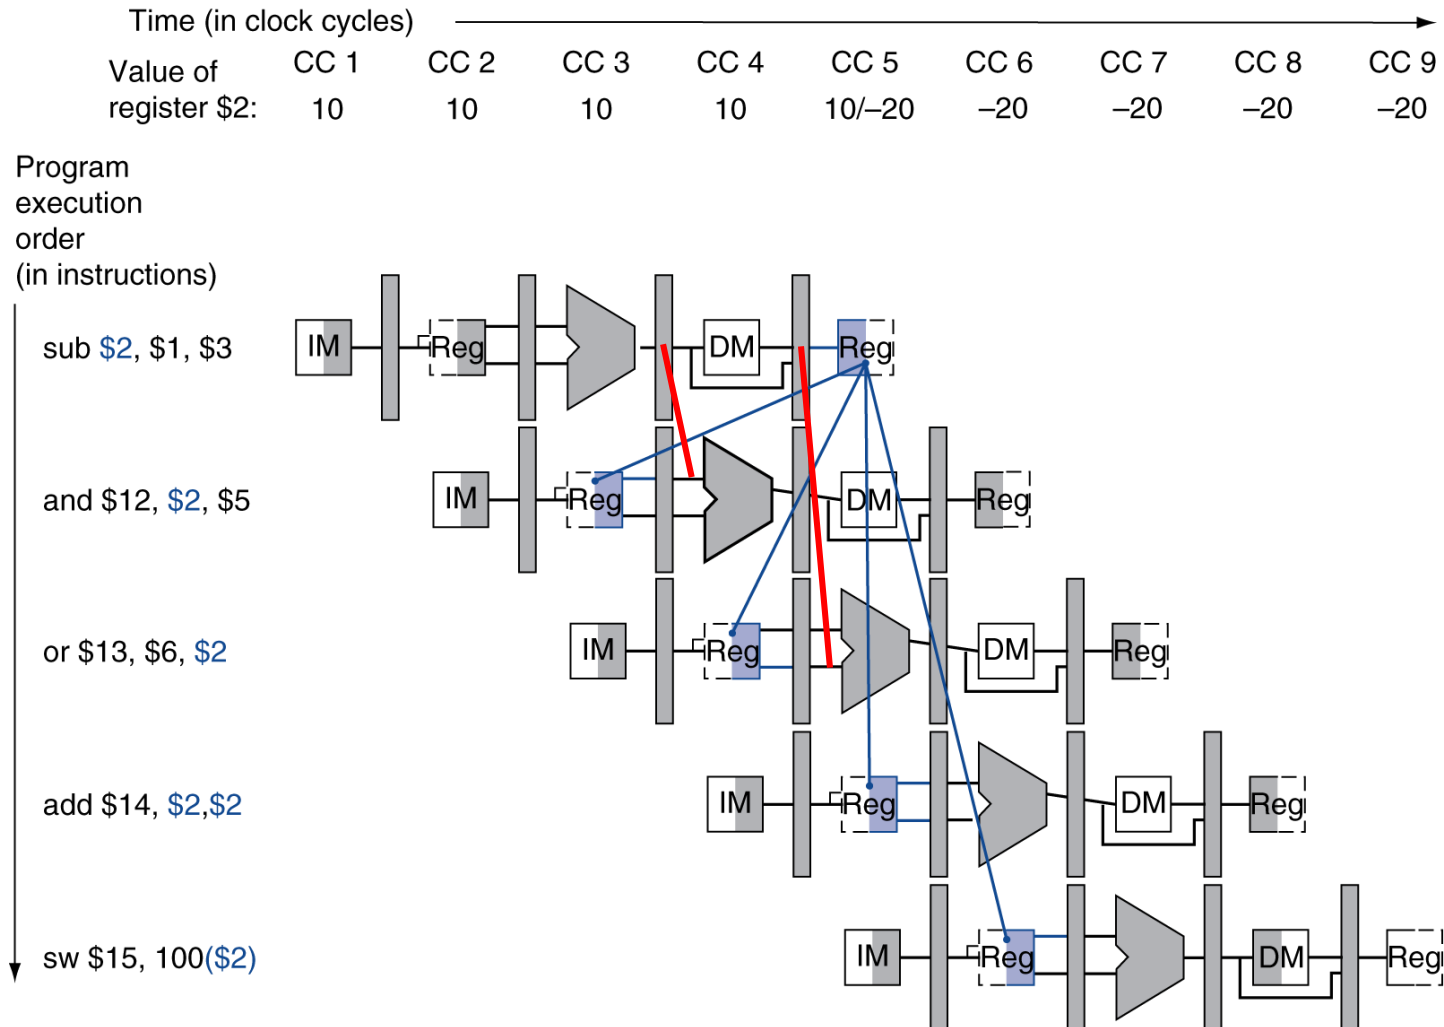 Time (in clock cycles)
CC 1 CC 2 CC 3 CC 4 CC 5 CC 6 CC 7 CC 8 CC 9
Value of
register $2: 10 10 10 10 10/–20 –20 –20 –20 –20
Program
execution
order
(in instructions)
sub $2, $1, $3 IM Reg DM Reg
and $12, $2, $5 IM Reg DM Reg
or $13, $6, $2 IM Reg DM Reg
add $14, $2,$2 IM Reg DM Reg
sw $15, 100($2) IM Reg DM Reg